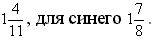 1 4/11, для синего 1 7/8.